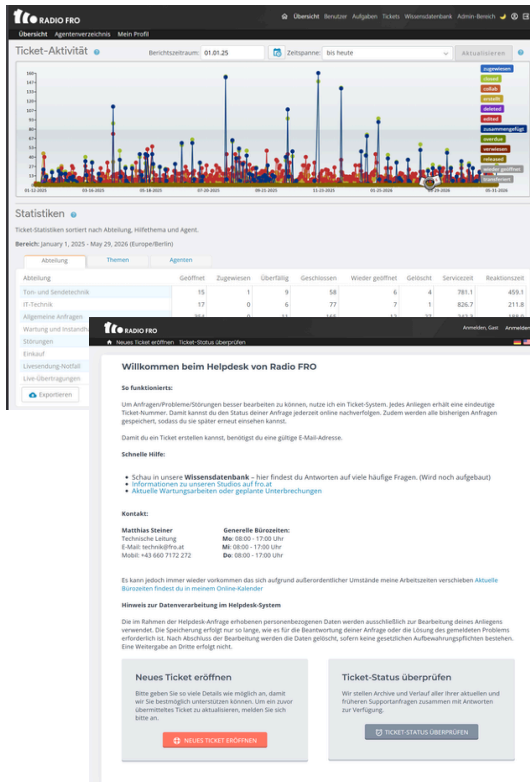 fro RADIO FRO
Übersicht Benutzer Aufgaben Tickets Wissensdatenbank Admin-Bereich
Übersicht Agentenverzeichnis Mein Profil
Ticket-Aktivität
Berichtszeitraum: 01.01.25 Zeitspanne: bis heute Aktualisieren
zugewiesen
closed
collab
erstellt
deleted
edited
zusammengefügt
overdue
verwiesen
released
wieder geöffnet
transferiert
Statistiken
Ticket-Statistiken sortiert nach Abteilung, Hilfethema und Agent.
Bereich: January 1, 2025 - May 29, 2026 (Europe/Berlin)
Abteilung Themen Agenten
Abteilung Geöffnet Zugewiesen Überfällig Geschlossen Wieder geöffnet Gelöscht Servicezeit Reaktionszeit
Ton- und Sendetechnik 15 1 9 58 6 4 781.1 459.1
IT-Technik 17 0 6 77 7 1 826.7 211.8
Allgemeine Anfragen
Wartung und Instandh
Störungen
Einkauf
Livesendung-Notfall
Live-Übertragungen
Exportieren
fro RADIO FRO
Anmelden, Gast Anmelden
Neues Ticket eröffnen Ticket-Status überprüfen
Willkommen beim Helpdesk von Radio FRO
So funktionierts:
Um Anfragen/Probleme/Störungen besser bearbeiten zu können, nutze ich ein Ticket-System. Jedes Anliegen erhält eine eindeutige
Ticket-Nummer. Damit kannst du den Status deiner Anfrage jederzeit online nachverfolgen. Zudem werden alle bisherigen Anfragen
gespeichert, sodass du sie später erneut einsehen kannst.
Damit du ein Ticket erstellen kannst, benötigst du eine gültige E-Mail-Adresse.
Schnelle Hilfe:
Schau in unsere Wissensdatenbank – hier findest du Antworten auf viele häufige Fragen. (Wird noch aufgebaut)
Informationen zu unseren Studios auf fro.at
Aktuelle Wartungsarbeiten oder geplante Unterbrechungen
Kontakt:
Matthias Steiner Generelle Bürozeiten:
Technische Leitung Mo: 08:00 - 17:00 Uhr
E-Mail: technik@fro.at Mi: 08:00 - 17:00 Uhr
Mobil: +43 660 7172 272 Do: 08:00 - 17:00 Uhr
Es kann jedoch immer wieder vorkommen das sich aufgrund außerordentlicher Umstände meine Arbeitszeiten verschieben Aktuelle
Bürozeiten findest du in meinem Online-Kalender
Hinweis zur Datenverarbeitung im Helpdesk-System
Die im Rahmen der Helpdesk-Anfrage erhobenen personenbezogenen Daten werden ausschließlich zur Bearbeitung deines Anliegens
verwendet. Die Speicherung erfolgt nur so lange, wie es für die Beantwortung deiner Anfrage oder die Lösung des gemeldeten Problems
erforderlich ist. Nach Abschluss der Bearbeitung werden die Daten gelöscht, sofern keine gesetzlichen Aufbewahrungspflichten bestehen.
Eine Weitergabe an Dritte erfolgt nicht.
Neues Ticket eröffnen
Bitte geben Sie so viele Details wie möglich an, damit
wir Sie bestmöglich unterstützen können. Um ein zuvor
übermitteltes Ticket zu aktualisieren, melden Sie sich
bitte an.
NEUES TICKET ERÖFFNEN
Ticket-Status überprüfen
Wir stellen Archive und Verlauf aller Ihrer aktuellen und
früheren Supportanfragen zusammen mit Antworten
zur Verfügung.
TICKET-STATUS ÜBERPRÜFEN